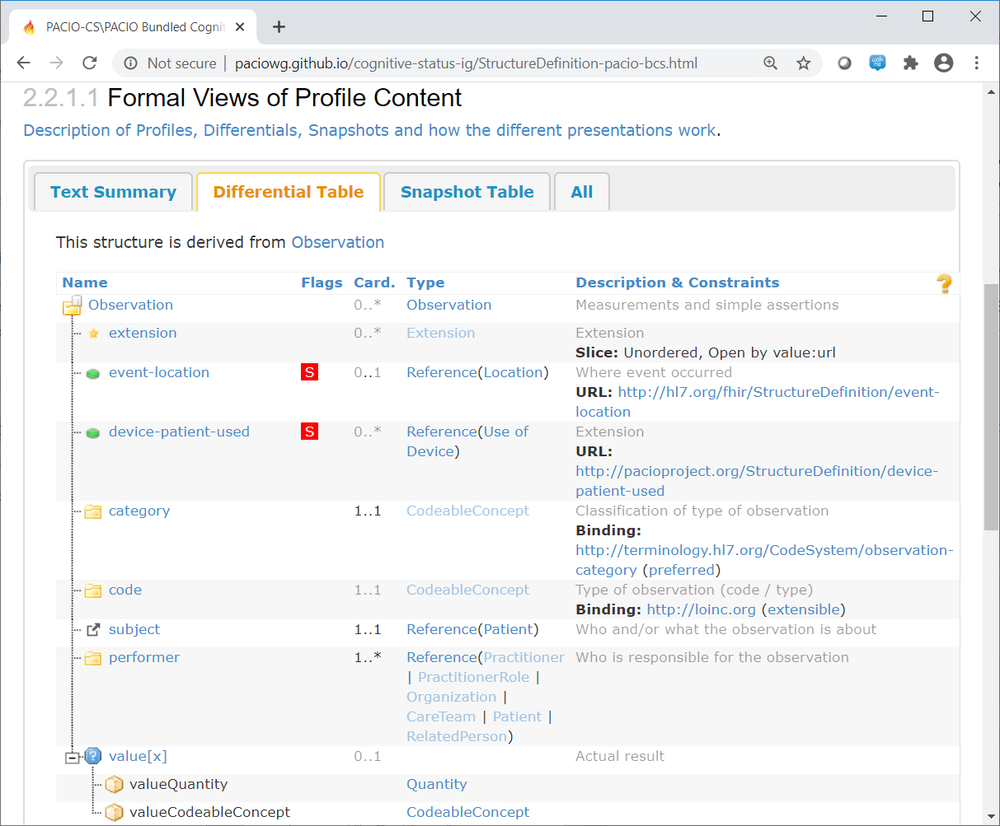 PACIO-CS\PACIO Bundled Cognit
Not secure | paciowg.github.io/cognitive-status-ig/StructureDefinition-pacio-bcs.html
2.2.1.1 Formal Views of Profile Content
Description of Profiles, Differentials, Snapshots and how the different presentations work.
Text Summary Differential Table Snapshot Table All
This structure is derived from Observation
Name Flags Card. Type Description & Constraints ?
Observation 0..* Observation Measurements and simple assertions
extension 0..* Extension Extension
Slice: Unordered, Open by value:url
event-location S 0..1 Reference(Location) Where event occurred
URL: http://hl7.org/fhir/StructureDefinition/event-
location
device-patient-used S 0..* Reference(Use of Extension
Device) URL:
http://pacioproject.org/StructureDefinition/device-
patient-used
category 1..1 CodeableConcept Classification of type of observation
Binding:
http://terminology.hl7.org/CodeSystem/observation-
category (preferred)
code 1..1 CodeableConcept Type of observation (code / type)
Binding: http://loinc.org (extensible)
subject 1..1 Reference(Patient) Who and/or what the observation is about
performer 1..* Reference(Practitioner Who is responsible for the observation
| PractitionerRole |
Organization |
CareTeam | Patient |
RelatedPerson)
value[x] 0..1 Actual result
valueQuantity Quantity
valueCodeableConcept CodeableConcept